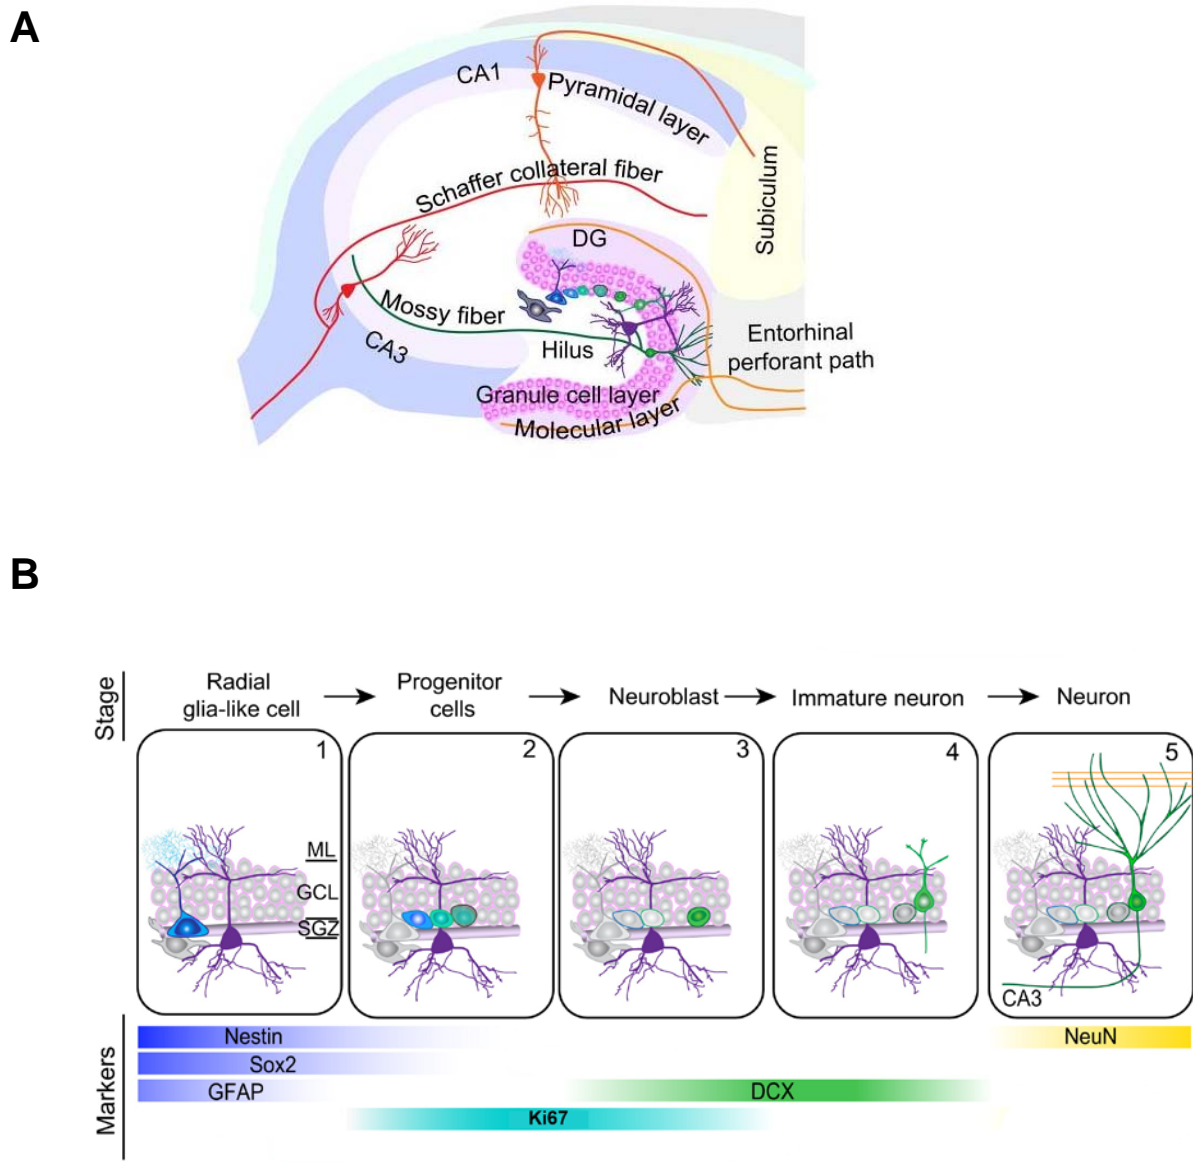 A
CA1
Pyramidal layer
Schaffer collateral fiber
Subiculum
DG
Mossy fiber
CA3
Hilus
Entorhinal
perforant path
Granule cell layer
Molecular layer
B
Stage
Radial
glia-like cell
Progenitor
cells
Neuroblast
Immature neuron
Neuron
1
2
3
4
5
ML
GCL
SGZ
CA3
Markers
Nestin
NeuN
Sox2
GFAP
DCX
Ki67